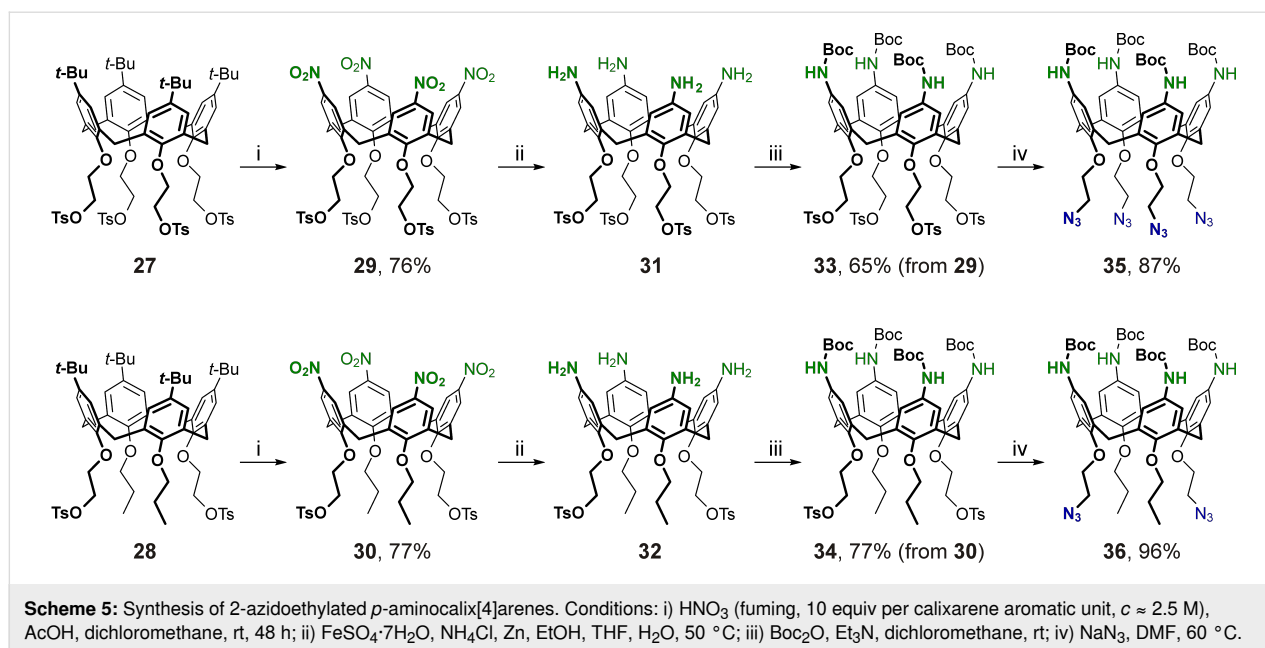 t-Bu t-Bu t-Bu t-Bu
O O O O
TsO TsO OTs OTs
27
i
O₂N O₂N NO₂ NO₂
O O O O
TsO TsO OTs OTs
29, 76%
ii
H₂N H₂N NH₂ NH₂
O O O O
TsO TsO OTs OTs
31
iii
Boc Boc Boc Boc
HN HN NH NH
O O O O
TsO TsO OTs OTs
33, 65% (from 29)
iv
Boc Boc Boc Boc
HN HN NH NH
O O O O
N₃ N₃ N₃ N₃
35, 87%
t-Bu t-Bu t-Bu t-Bu
O O O O
TsO OTs
28
i
O₂N O₂N NO₂ NO₂
O O O O
TsO OTs
30, 77%
ii
H₂N H₂N NH₂ NH₂
O O O O
TsO OTs
32
iii
Boc Boc Boc Boc
HN HN NH NH
O O O O
TsO OTs
34, 77% (from 30)
iv
Boc Boc Boc Boc
HN HN NH NH
O O O O
N₃ N₃
36, 96%
Scheme 5: Synthesis of 2-azidoethylated p-aminocalix[4]arenes. Conditions: i) HNO₃ (fuming, 10 equiv per calixarene aromatic unit, c ≈ 2.5 M),
AcOH, dichloromethane, rt, 48 h; ii) FeSO₄·7H₂O, NH₄Cl, Zn, EtOH, THF, H₂O, 50 °C; iii) Boc₂O, Et₃N, dichloromethane, rt; iv) NaN₃, DMF, 60 °C.